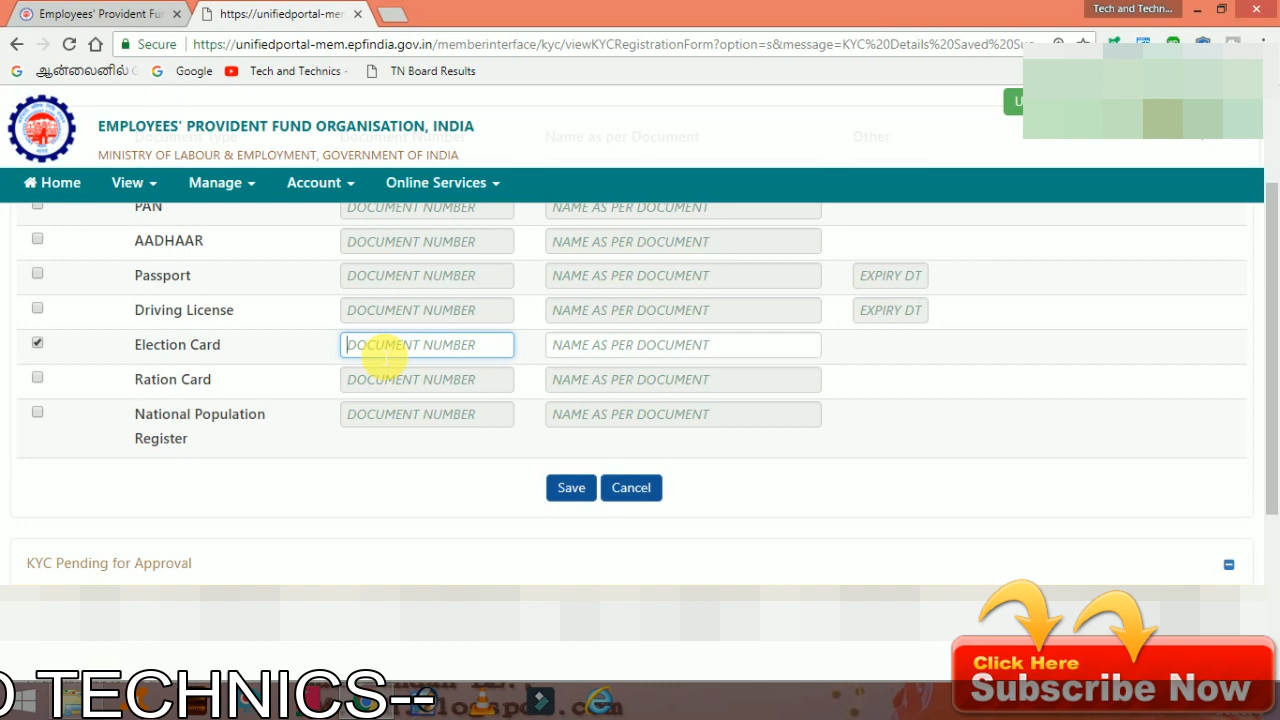 Employees' Provident Fu
https://unifiedportal-mem
Tech and Techn...
Secure https://unifiedportal-mem.epfindia.gov.in/memberinterface/kyc/viewKYCRegistrationForm?option=s&message=KYC%20Details%20Saved%20Su
ஆன்லைனில்
Google
Tech and Technics -
TN Board Results
EMPLOYEES' PROVIDENT FUND ORGANISATION, INDIA
Document Type Document Number Name as per Document Other
MINISTRY OF LABOUR & EMPLOYMENT, GOVERNMENT OF INDIA
U
Home View Manage Account Online Services
PAN DOCUMENT NUMBER NAME AS PER DOCUMENT
AADHAAR DOCUMENT NUMBER NAME AS PER DOCUMENT
Passport DOCUMENT NUMBER NAME AS PER DOCUMENT EXPIRY DT
Driving License DOCUMENT NUMBER NAME AS PER DOCUMENT EXPIRY DT
Election Card DOCUMENT NUMBER NAME AS PER DOCUMENT
Ration Card DOCUMENT NUMBER NAME AS PER DOCUMENT
National Population DOCUMENT NUMBER NAME AS PER DOCUMENT
Register
Save Cancel
KYC Pending for Approval
Click Here
Subscribe Now
D TECHNICS--